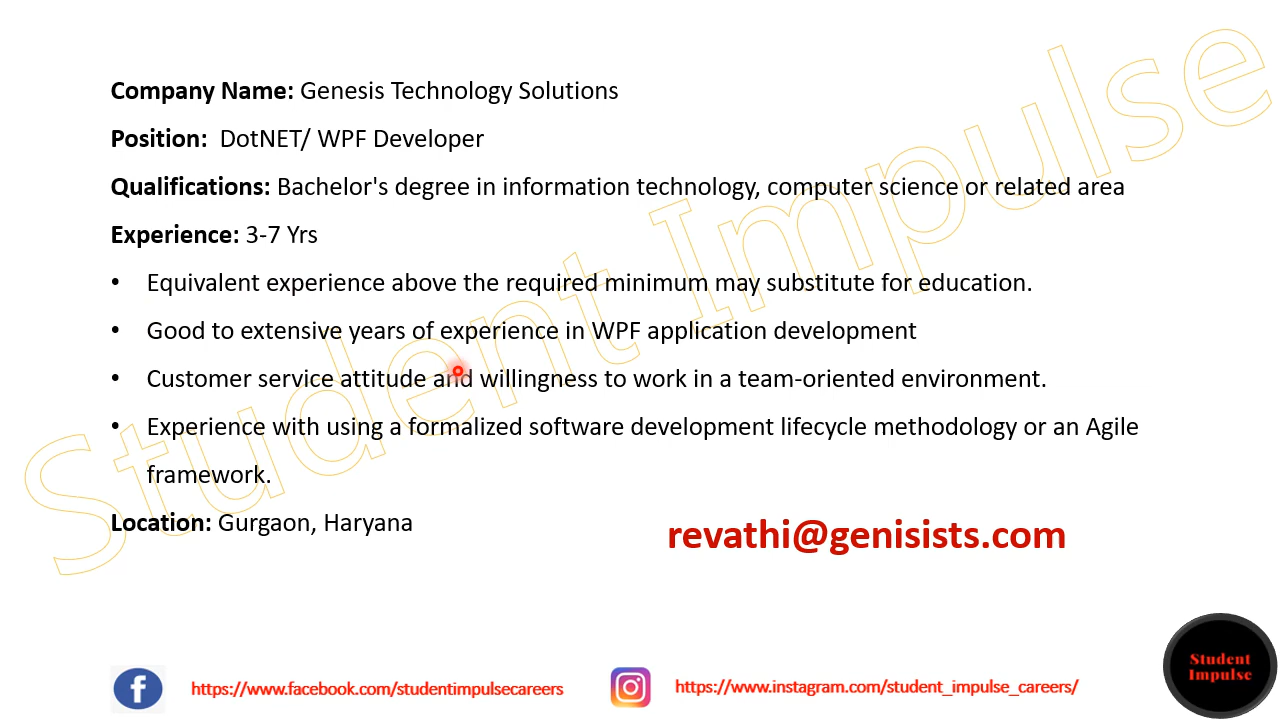 Company Name: Genesis Technology Solutions
Position: DotNET/ WPF Developer
Qualifications: Bachelor's degree in information technology, computer science or related area
Experience: 3-7 Yrs
• Equivalent experience above the required minimum may substitute for education.
• Good to extensive years of experience in WPF application development
• Customer service attitude and willingness to work in a team-oriented environment.
• Experience with using a formalized software development lifecycle methodology or an Agile
framework.
Location: Gurgaon, Haryana
revathi@genisists.com
Student Impulse
https://www.facebook.com/studentimpulsecareers
https://www.instagram.com/student_impulse_careers/
Student
Impulse